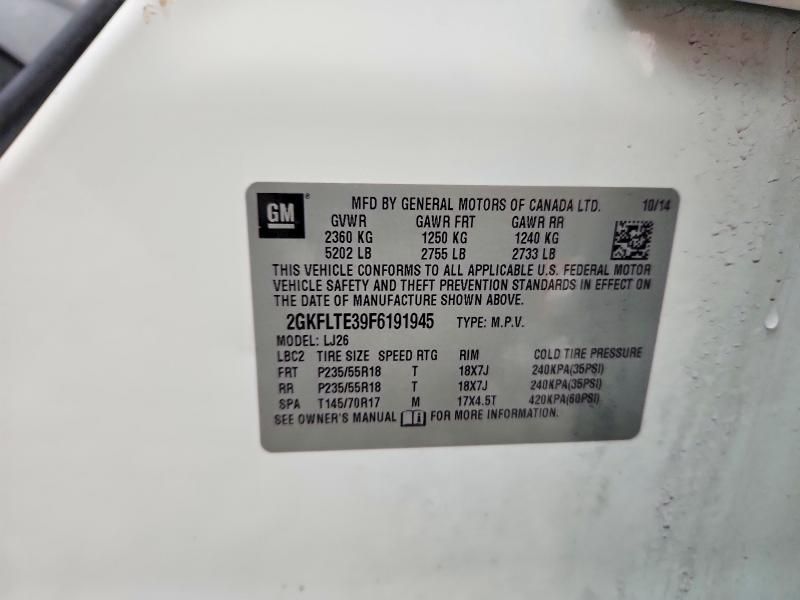 GM ® MFD BY GENERAL MOTORS OF CANADA LTD. 10/14
GVWR GAWR FRT GAWR RR
2360 KG 1250 KG 1240 KG
5202 LB 2755 LB 2733 LB
THIS VEHICLE CONFORMS TO ALL APPLICABLE U.S. FEDERAL MOTOR
VEHICLE SAFETY AND THEFT PREVENTION STANDARDS IN EFFECT ON
THE DATE OF MANUFACTURE SHOWN ABOVE.
2GKFLTE39F6191945 TYPE: M.P.V.
MODEL: LJ26
LBC2 TIRE SIZE SPEED RTG RIM COLD TIRE PRESSURE
FRT P235/55R18 T 18X7J 240KPA(35PSI)
RR P235/55R18 T 18X7J 240KPA(35PSI)
SPA T145/70R17 M 17X4.5T 420KPA(60PSI)
SEE OWNER'S MANUAL i FOR MORE INFORMATION.